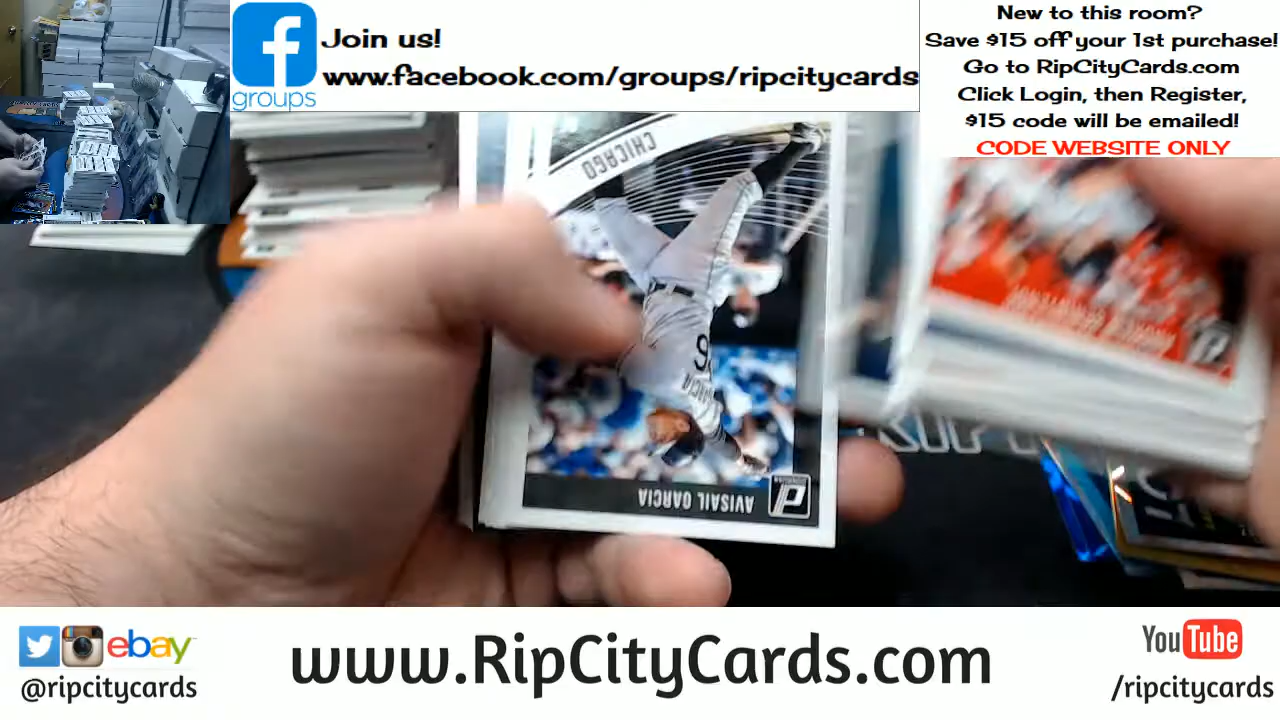 Join us!
www.facebook.com/groups/ripcitycards
groups
New to this room?
Save $15 off your 1st purchase!
Go to RipCityCards.com
Click Login, then Register,
$15 code will be emailed!
CODE WEBSITE ONLY
CHICAGO
GARCIA
AVISAIL GARCIA
RIP
ebay
@ripcitycards
www.RipCityCards.com
YouTube
/ripcitycards